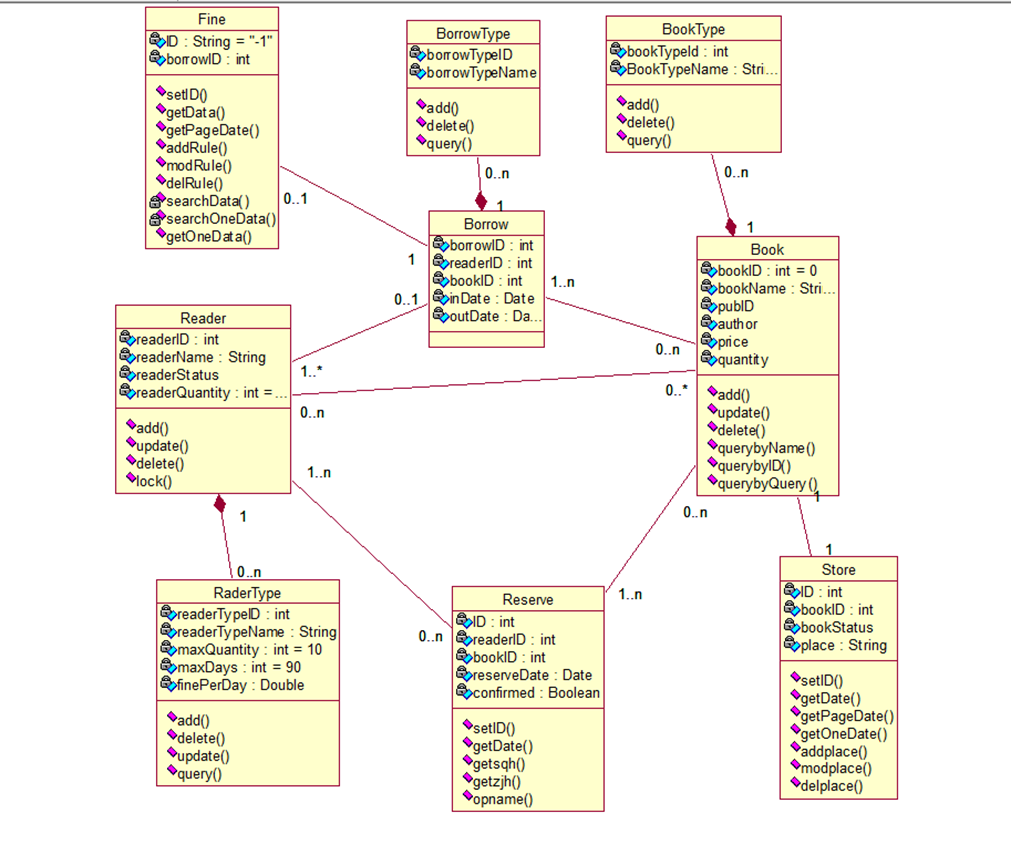 Fine
ID : String = "-1"
borrowID : int
setID()
getData()
getPageDate()
addRule()
modRule()
delRule()
searchData()
searchOneData()
getOneData()
BorrowType
borrowTypeID
borrowTypeName
add()
delete()
query()
BookType
bookTypeId : int
BookTypeName : Stri...
add()
delete()
query()
0..n
1
0..n
1
0..1
1
Borrow
borrowID : int
readerID : int
bookID : int
inDate : Date
outDate : Da...
0..1
1..*
1..n
0..n
Book
bookID : int = 0
bookName : Stri...
pubID
author
price
quantity
add()
update()
delete()
querybyName()
querybyID()
querybyQuery()
Reader
readerID : int
readerName : String
readerStatus
readerQuantity : int = ...
add()
update()
delete()
lock()
0..n
0..*
1..n
0..n
0..n
1..n
1
1
1
0..n
RaderType
readerTypeID : int
readerTypeName : String
maxQuantity : int = 10
maxDays : int = 90
finePerDay : Double
add()
delete()
update()
query()
Reserve
ID : int
readerID : int
bookID : int
reserveDate : Date
confirmed : Boolean
setID()
getDate()
getsqh()
getzjh()
opname()
Store
ID : int
bookID : int
bookStatus
place : String
setID()
getDate()
getPageDate()
getOneDate()
addplace()
modplace()
delplace()